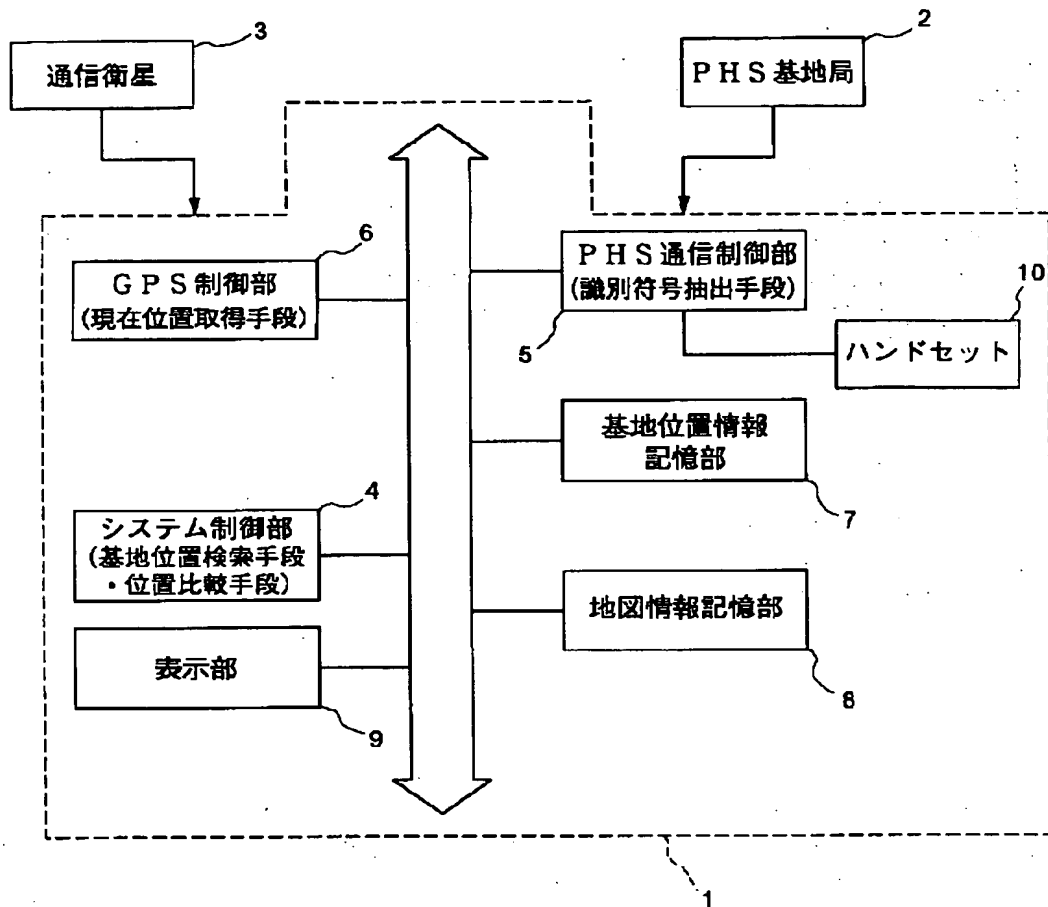 3
通信衛星
2
PHS基地局
6
GPS制御部
(現在位置取得手段)
PHS通信制御部
(識別符号抽出手段)
5
10
ハンドセット
基地位置情報
記憶部
7
4
システム制御部
(基地位置検索手段
・位置比較手段)
地図情報記憶部
8
表示部
9
1